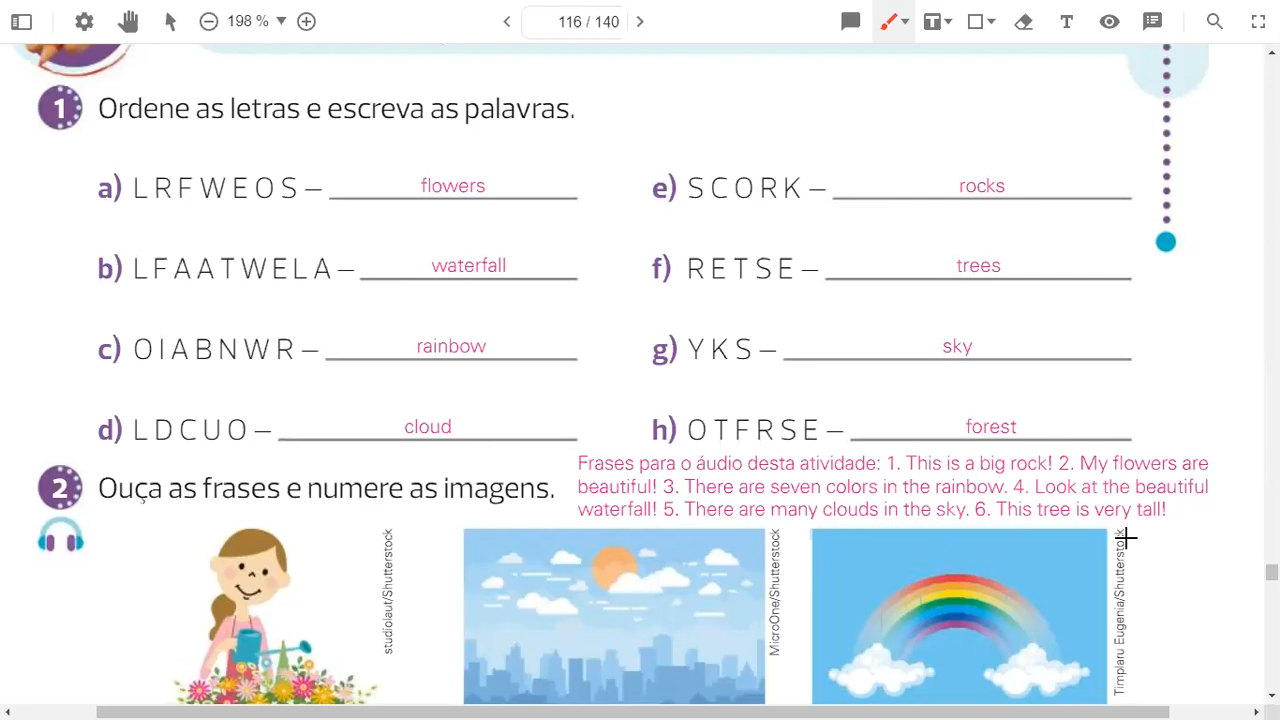 198 %
116 / 140
1 Ordene as letras e escreva as palavras.
a) L R F W E O S – flowers
e) S C O R K – rocks
b) L F A A T W E L A – waterfall
f) R E T S E – trees
c) O I A B N W R – rainbow
g) Y K S – sky
d) L D C U O – cloud
h) O T F R S E – forest
Frases para o áudio desta atividade: 1. This is a big rock! 2. My flowers are
beautiful! 3. There are seven colors in the rainbow. 4. Look at the beautiful
waterfall! 5. There are many clouds in the sky. 6. This tree is very tall!
2 Ouça as frases e numere as imagens.
studiolaut/Shutterstock
MicroOne/Shutterstock
Timplaru Eugenia/Shutterstock